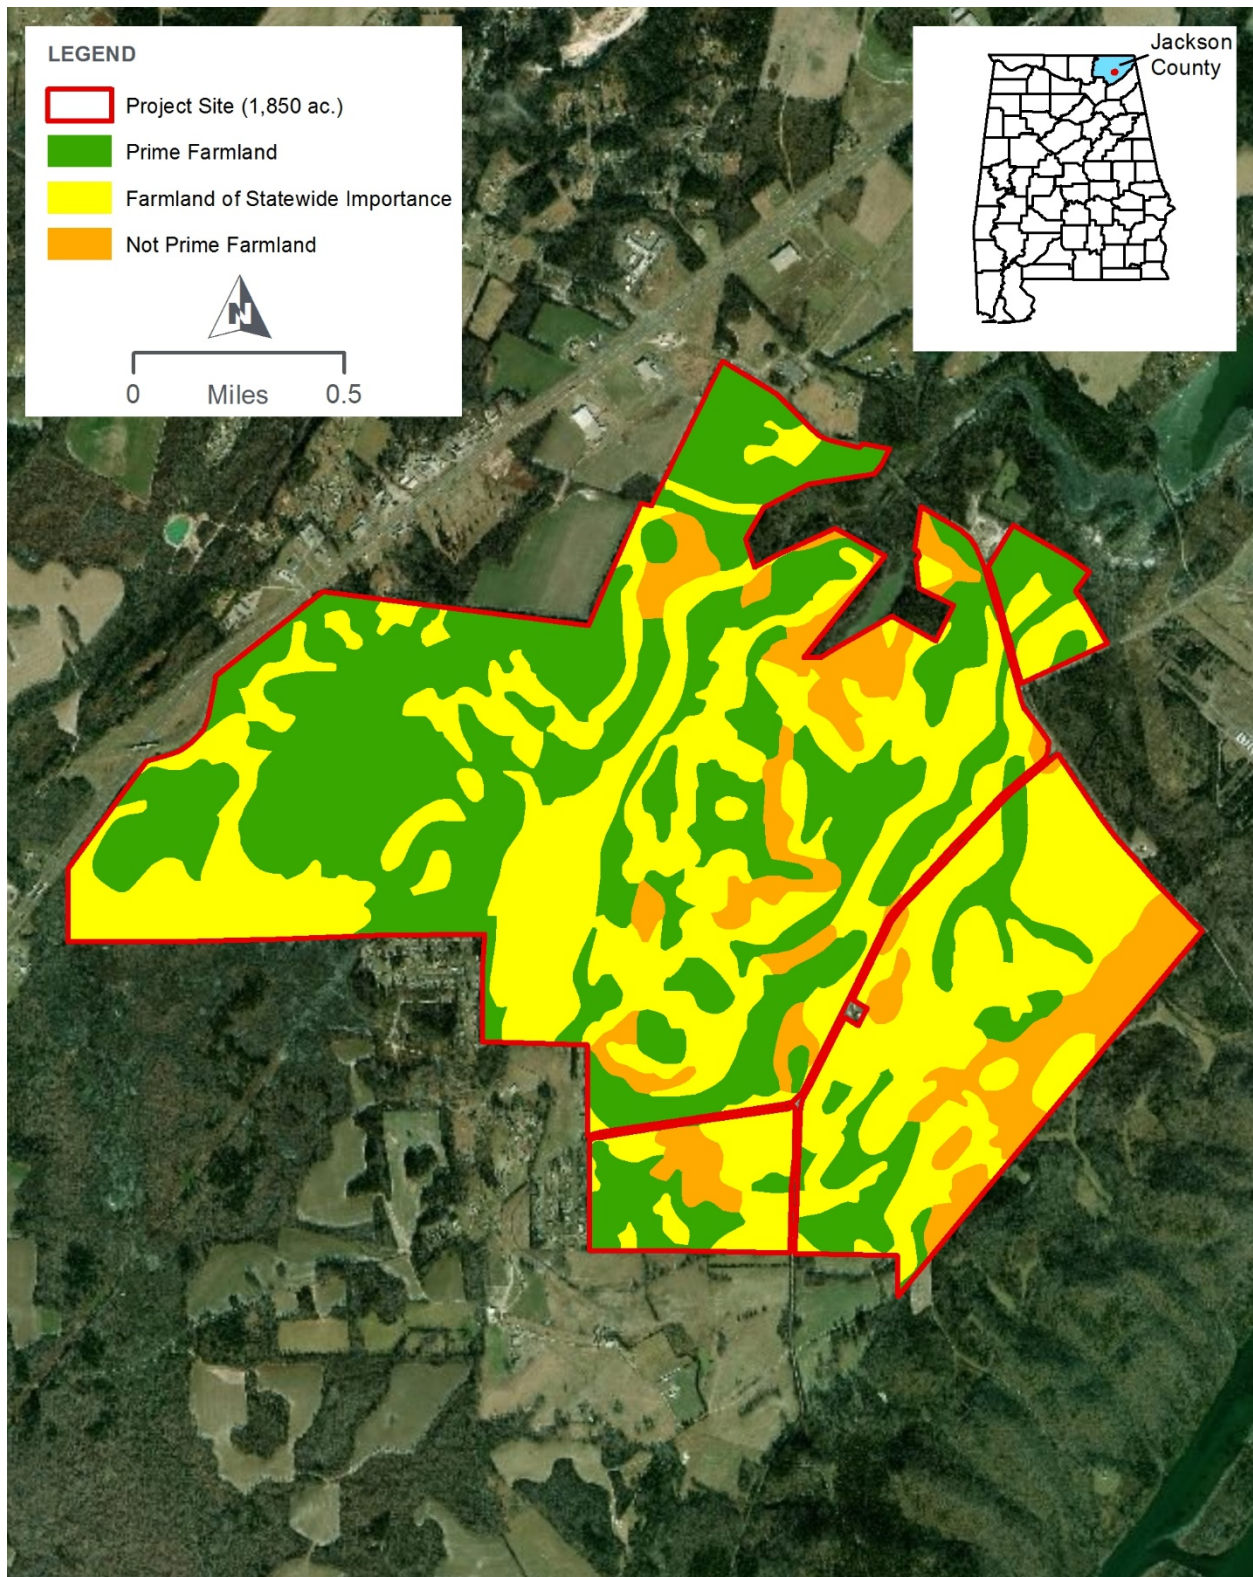 LEGEND
Project Site (1,850 ac.)
Prime Farmland
Farmland of Statewide Importance
Not Prime Farmland
N
0 Miles 0.5
Jackson
County